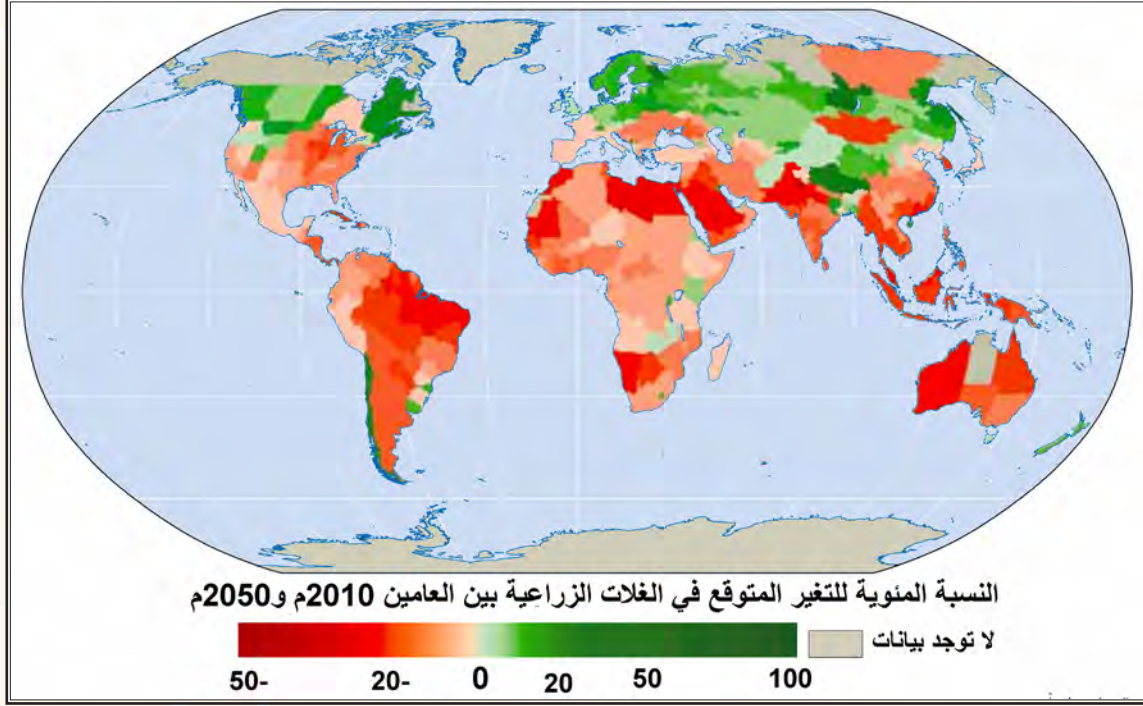 النسبة المئوية للتغير المتوقع في الغلات الزراعية بين العامين 2010م و2050م
لا توجد بيانات
50- 20- 0 20 50 100